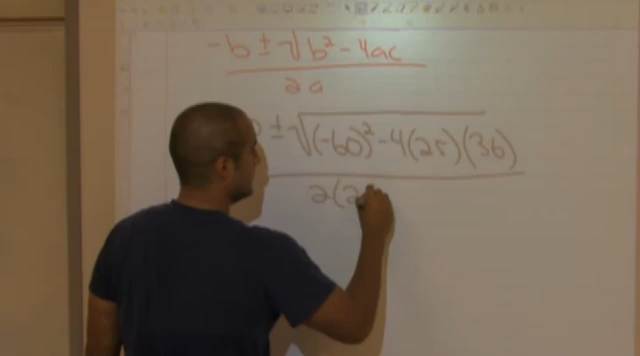 -b ± √b² - 4ac
2a
± √(-60)² - 4(25)(36)
2(2